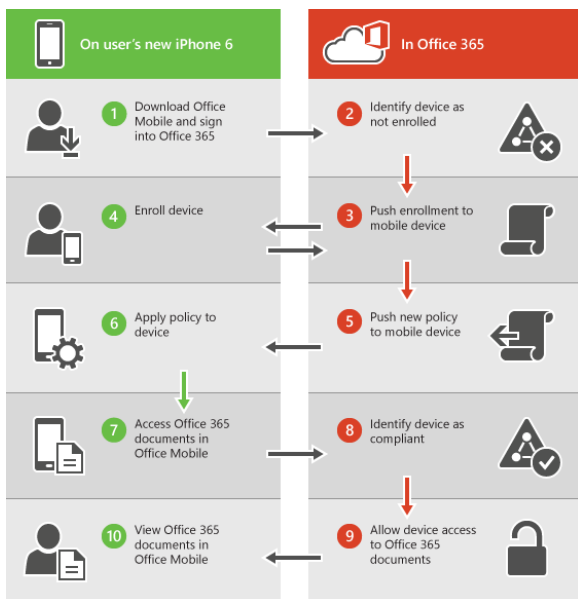 On user's new iPhone 6
In Office 365
1
Download Office
Mobile and sign
into Office 365
2
Identify device as
not enrolled
3
Push enrollment to
mobile device
4
Enroll device
5
Push new policy
to mobile device
6
Apply policy to
device
7
Access Office 365
documents in
Office Mobile
8
Identify device as
compliant
9
Allow device access
to Office 365
documents
10
View Office 365
documents in
Office Mobile